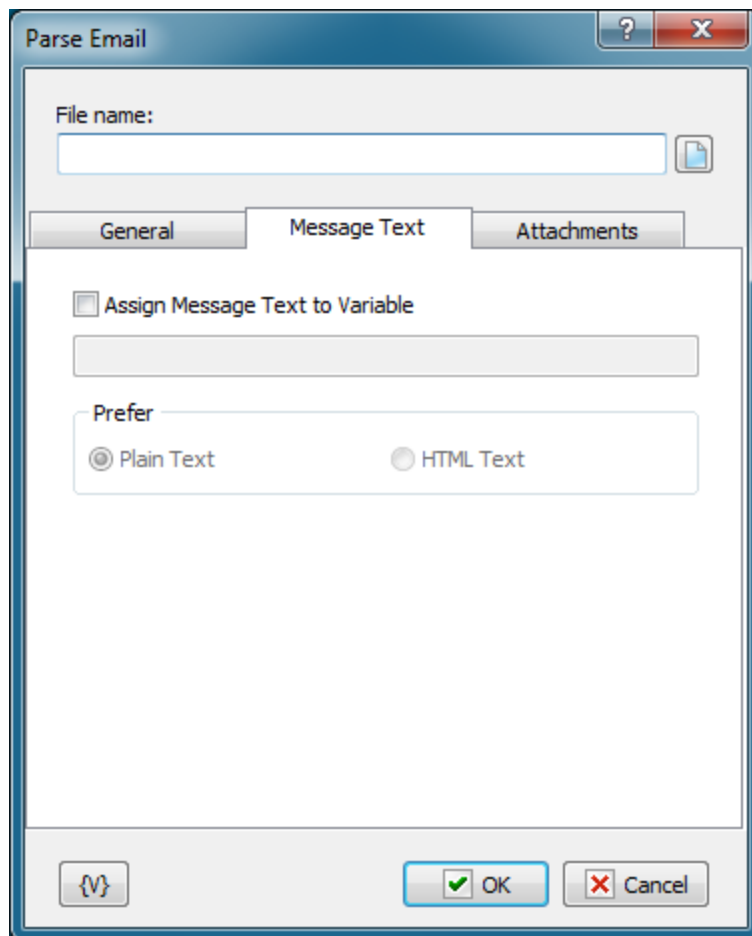 Parse Email
?
File name:
General Message Text Attachments
Assign Message Text to Variable
Prefer
Plain Text HTML Text
{V} OK Cancel